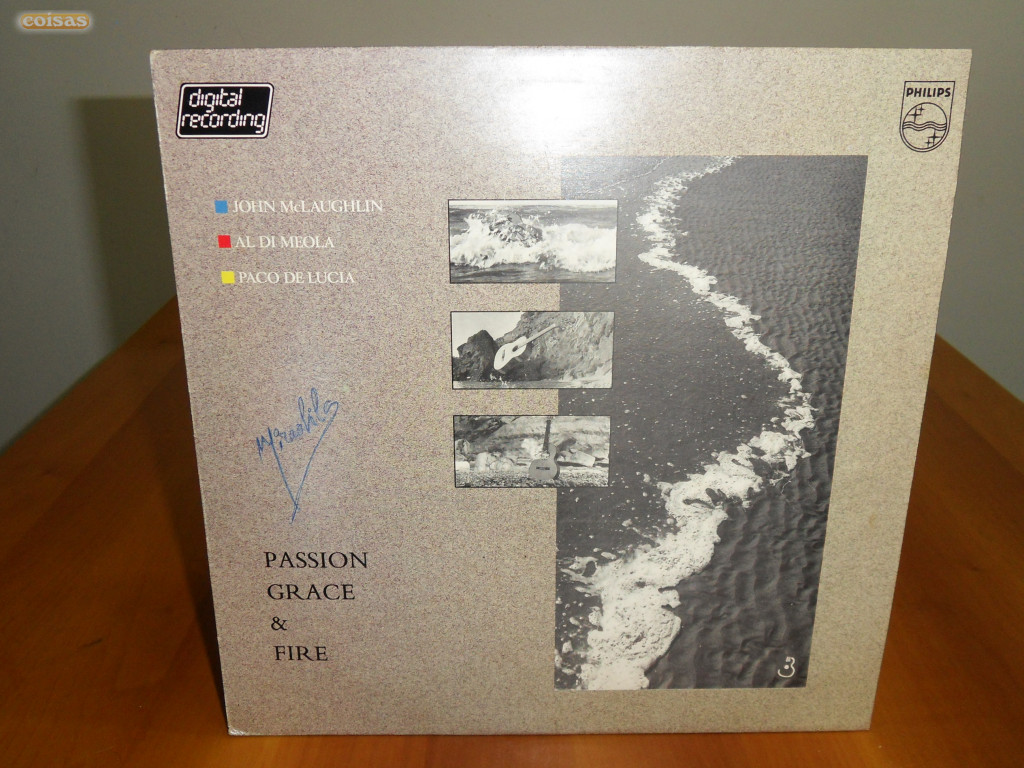 coisas
digital
recording
PHILIPS
JOHN McLAUGHLIN
AL DI MEOLA
PACO DE LUCIA
PASSION
GRACE
&
FIRE
3